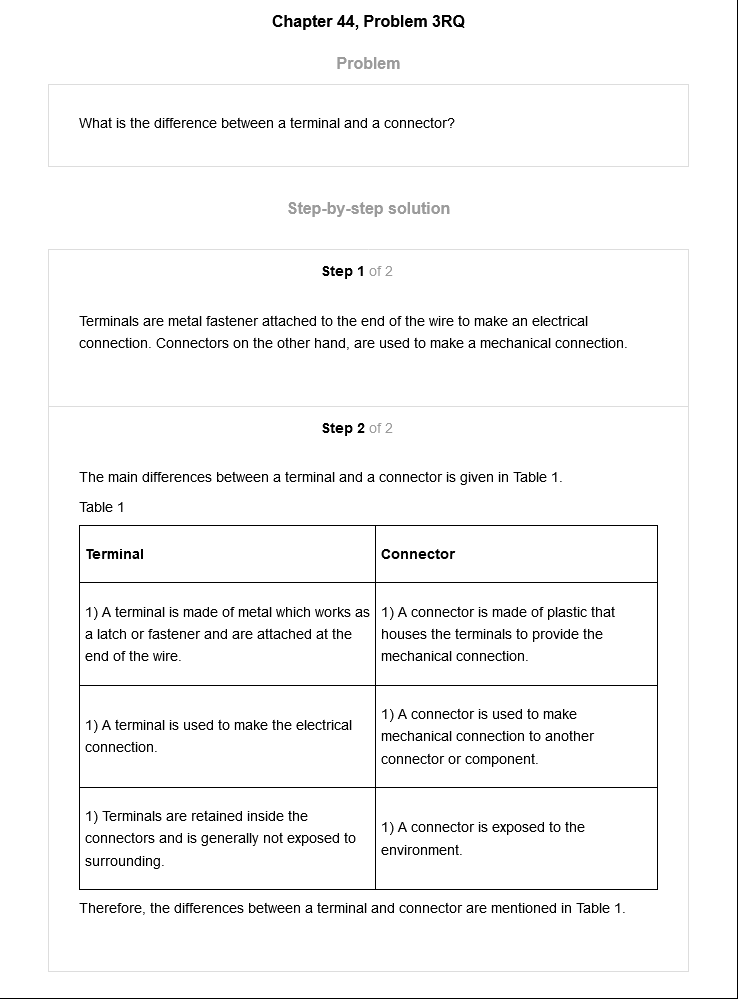 Chapter 44, Problem 3RQ
Problem
What is the difference between a terminal and a connector?
Step-by-step solution
Step 1 of 2
Terminals are metal fastener attached to the end of the wire to make an electrical
connection. Connectors on the other hand, are used to make a mechanical connection.
Step 2 of 2
The main differences between a terminal and a connector is given in Table 1.
Table 1
Terminal
Connector
1) A terminal is made of metal which works as
a latch or fastener and are attached at the
end of the wire.
1) A connector is made of plastic that
houses the terminals to provide the
mechanical connection.
1) A terminal is used to make the electrical
connection.
1) A connector is used to make
mechanical connection to another
connector or component.
1) Terminals are retained inside the
connectors and is generally not exposed to
surrounding.
1) A connector is exposed to the
environment.
Therefore, the differences between a terminal and connector are mentioned in Table 1.